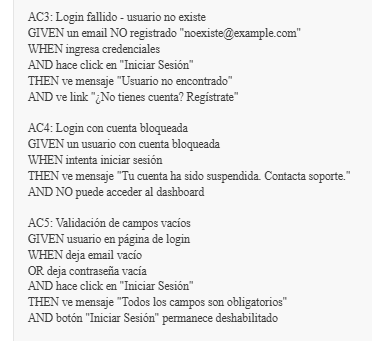 AC3: Login fallido - usuario no existe
GIVEN un email NO registrado "noexiste@example.com"
WHEN ingresa credenciales
AND hace click en "Iniciar Sesión"
THEN ve mensaje "Usuario no encontrado"
AND ve link "¿No tienes cuenta? Regístrate"

AC4: Login con cuenta bloqueada
GIVEN un usuario con cuenta bloqueada
WHEN intenta iniciar sesión
THEN ve mensaje "Tu cuenta ha sido suspendida. Contacta soporte."
AND NO puede acceder al dashboard

AC5: Validación de campos vacíos
GIVEN usuario en página de login
WHEN deja email vacío
OR deja contraseña vacía
AND hace click en "Iniciar Sesión"
THEN ve mensaje "Todos los campos son obligatorios"
AND botón "Iniciar Sesión" permanece deshabilitado